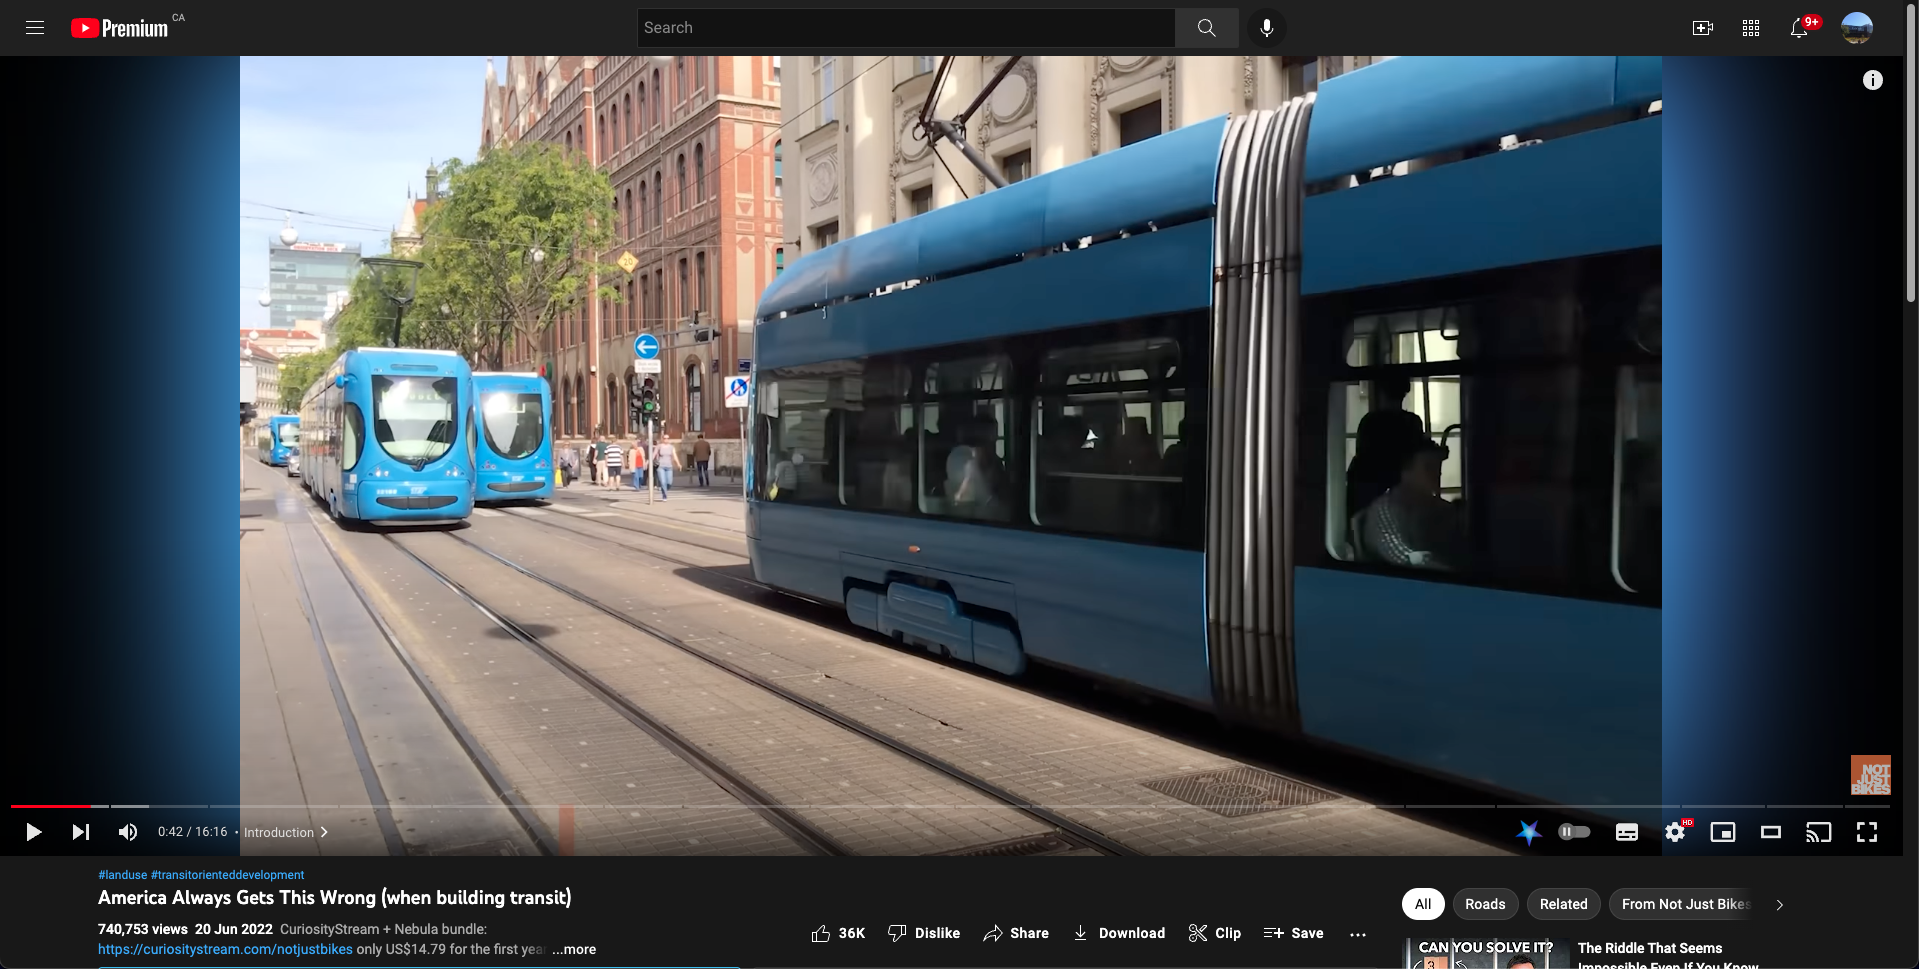 Premium
CA
Search
9+
20
NOT
JUST
BIKES
0:42 / 16:16 • Introduction
HD
#landuse #transitorienteddevelopment
America Always Gets This Wrong (when building transit)
740,753 views 20 Jun 2022 CuriosityStream + Nebula bundle:
https://curiositystream.com/notjustbikes only US$14.79 for the first year ...more
36K
Dislike
Share
Download
Clip
Save
All
Roads
Related
From Not Just Bikes
CAN YOU SOLVE IT?
3
The Riddle That Seems
Impossible Even If You Know